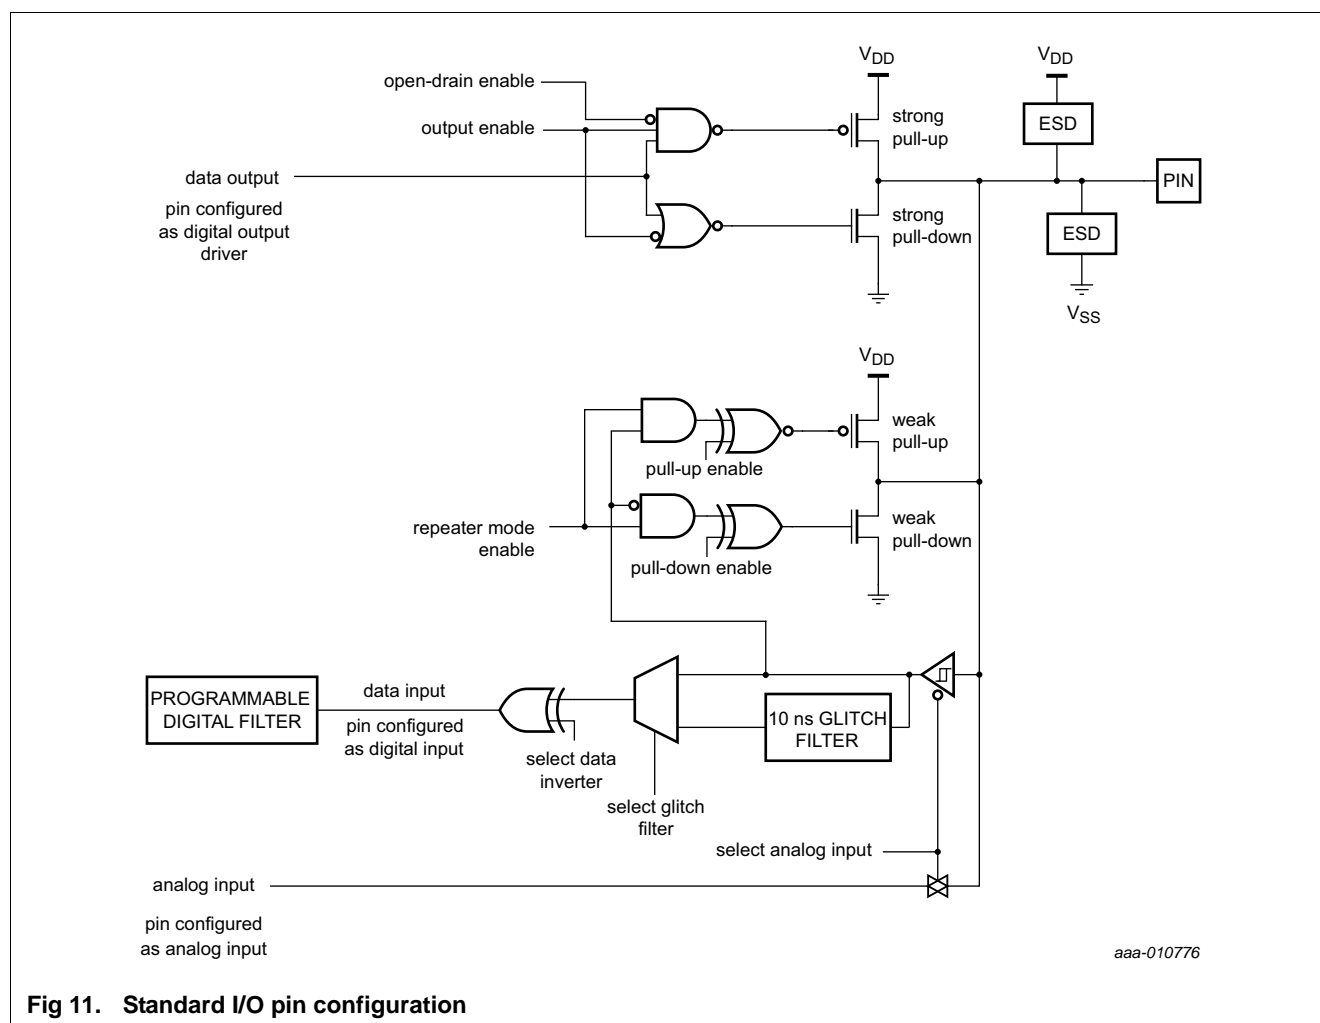 VDD
VDD
open-drain enable
strong
pull-up
ESD
output enable
data output
PIN
pin configured
as digital output
driver
strong
pull-down
ESD
VSS
VDD
weak
pull-up
pull-up enable
repeater mode
enable
weak
pull-down
pull-down enable
PROGRAMMABLE
DIGITAL FILTER
data input
pin configured
as digital input
10 ns GLITCH
FILTER
select data
inverter
select glitch
filter
select analog input
analog input
pin configured
as analog input
aaa-010776
Fig 11. Standard I/O pin configuration